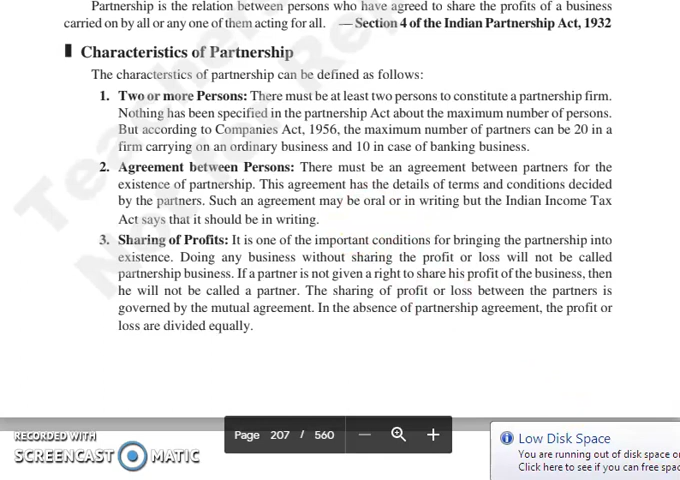 Partnership is the relation between persons who have agreed to share the profits of a business
carried on by all or any one of them acting for all. — Section 4 of the Indian Partnership Act, 1932
Characteristics of Partnership
The characterstics of partnership can be defined as follows:
1. Two or more Persons: There must be at least two persons to constitute a partnership firm.
Nothing has been specified in the partnership Act about the maximum number of persons.
But according to Companies Act, 1956, the maximum number of partners can be 20 in a
firm carrying on an ordinary business and 10 in case of banking business.
2. Agreement between Persons: There must be an agreement between partners for the
existence of partnership. This agreement has the details of terms and conditions decided
by the partners. Such an agreement may be oral or in writing but the Indian Income Tax
Act says that it should be in writing.
3. Sharing of Profits: It is one of the important conditions for bringing the partnership into
existence. Doing any business without sharing the profit or loss will not be called
partnership business. If a partner is not given a right to share his profit of the business, then
he will not be called a partner. The sharing of profit or loss between the partners is
governed by the mutual agreement. In the absence of partnership agreement, the profit or
loss are divided equally.
RECORDED WITH
SCREENCAST MATIC
Page 207 / 560
Low Disk Space
You are running out of disk space
Click here to see if you can free